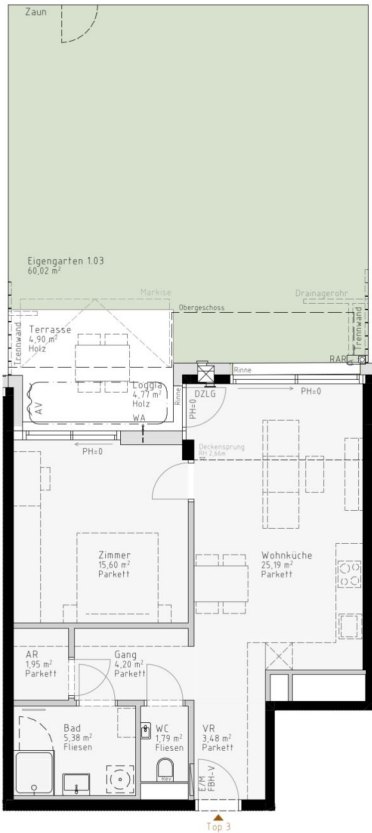 Zaun
Eigengarten 1.03
60,02 m²
Markise
Drainagerohr
Obergeschoss
Trennwand
Terrasse
4,90 m²
Holz
Trennwand
RAR
Rinne
Loggia
4,77 m²
Holz
Rinne
DZLG
PH=0
PH=0
AV
WA
PH=0
Deckensprung
Zimmer
15,60 m²
Parkett
Wohnküche
25,19 m²
Parkett
AR
1,95 m²
Parkett
Gang
4,20 m²
Parkett
Bad
5,38 m²
Fliesen
WC
1,79 m²
Fliesen
VR
3,48 m²
Parkett
E/M
FBH-V
Top 3